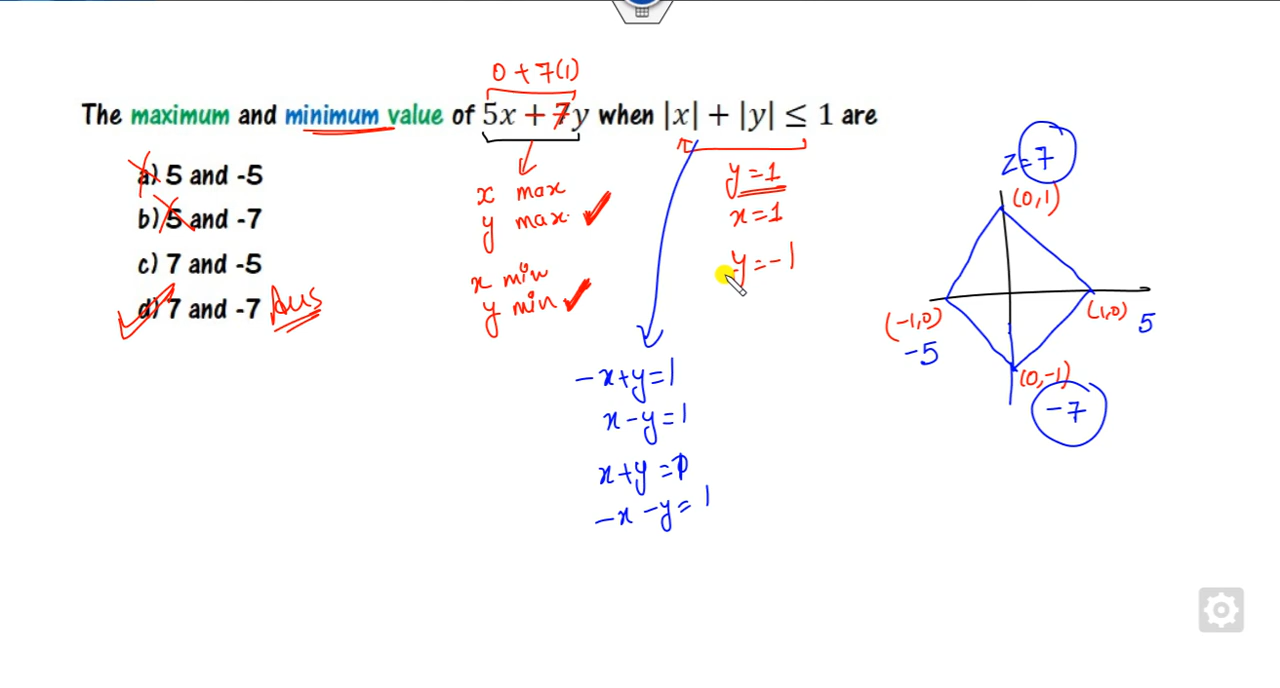 0 + 7(1)
The maximum and minimum value of 5x + 7y when |x| + |y| ≤ 1 are
a) 5 and -5
b) 5 and -7
c) 7 and -5
d) 7 and -7 Ans
x max
y max.
x min
y min
y = 1
x = 1
y = -1
-x+y=1
x-y=1
x+y=1
-x-y=1
z=7
(0,1)
(-1,0)
-5
(1,0) 5
(0,-1)
-7